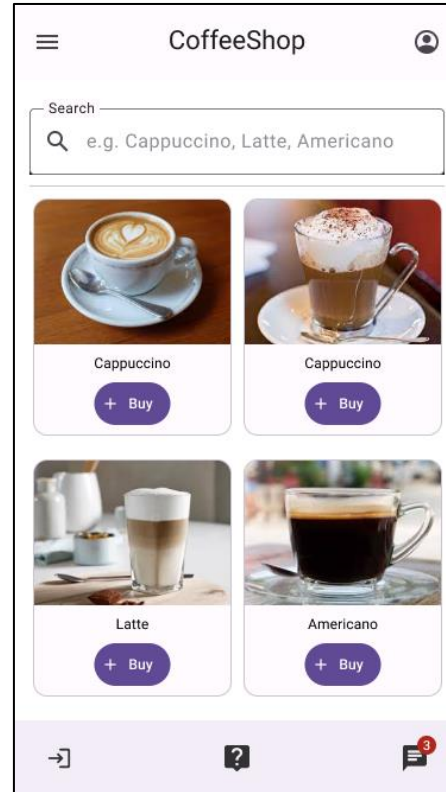 CoffeeShop
Search
e.g. Cappuccino, Latte, Americano
Cappuccino
Cappuccino
+ Buy
+ Buy
Latte
Americano
+ Buy
+ Buy
?
3